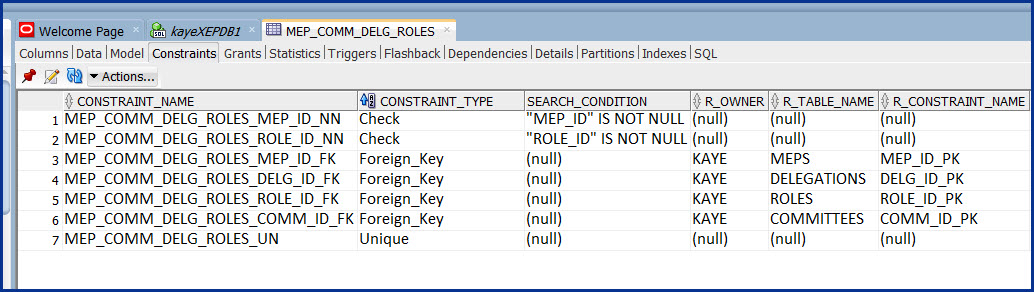 Welcome Page kayeXEPDB1 MEP_COMM_DELG_ROLES
Columns Data Model Constraints Grants Statistics Triggers Flashback Dependencies Details Partitions Indexes SQL
Actions...
CONSTRAINT_NAME CONSTRAINT_TYPE SEARCH_CONDITION R_OWNER R_TABLE_NAME R_CONSTRAINT_NAME
1 MEP_COMM_DELG_ROLES_MEP_ID_NN Check "MEP_ID" IS NOT NULL (null) (null) (null)
2 MEP_COMM_DELG_ROLES_ROLE_ID_NN Check "ROLE_ID" IS NOT NULL (null) (null) (null)
3 MEP_COMM_DELG_ROLES_MEP_ID_FK Foreign_Key (null) KAYE MEPS MEP_ID_PK
4 MEP_COMM_DELG_ROLES_DELG_ID_FK Foreign_Key (null) KAYE DELEGATIONS DELG_ID_PK
5 MEP_COMM_DELG_ROLES_ROLE_ID_FK Foreign_Key (null) KAYE ROLES ROLE_ID_PK
6 MEP_COMM_DELG_ROLES_COMM_ID_FK Foreign_Key (null) KAYE COMMITTEES COMM_ID_PK
7 MEP_COMM_DELG_ROLES_UN Unique (null) (null) (null) (null)